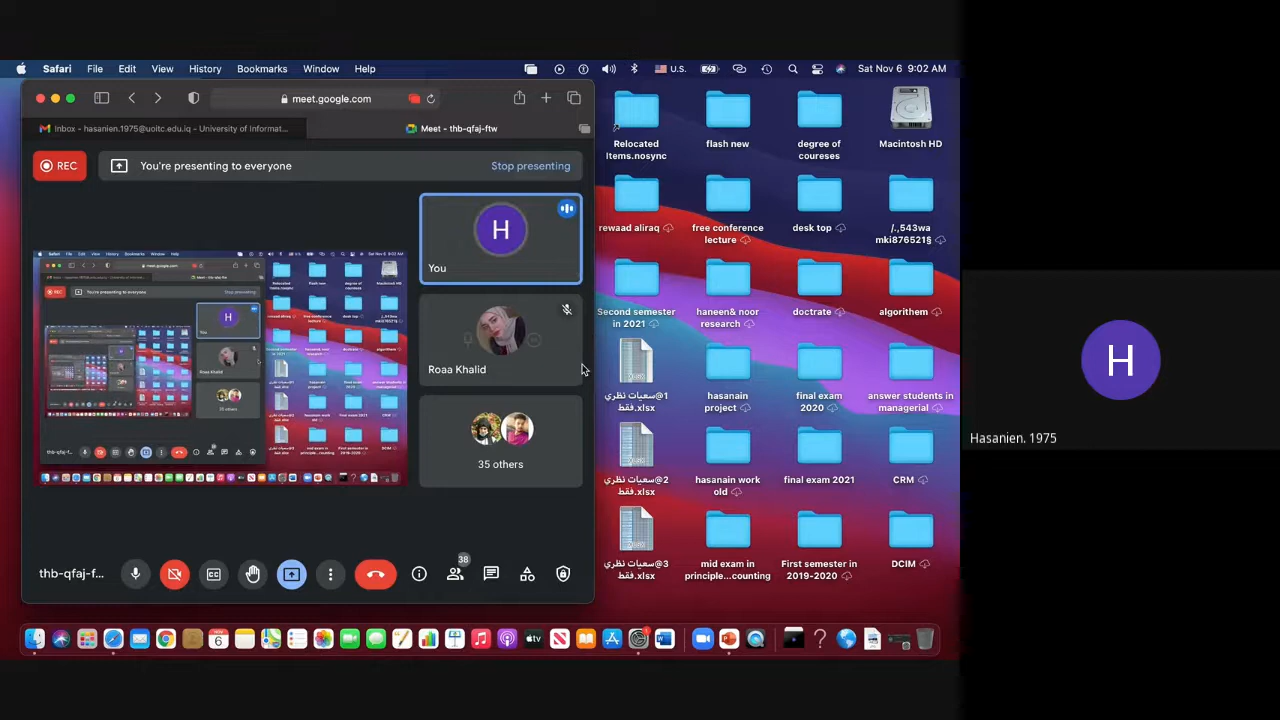 Safari File Edit View History Bookmarks Window Help U.S. Sat Nov 6 9:02 AM
meet.google.com
Inbox - hasanien.1975@uoitc.edu.iq - University of Informat... Meet - thb-qfaj-ftw
REC You're presenting to everyone Stop presenting
H
You
Roaa Khalid
35 others
thb-qfaj-f...
38
Relocated
Items.nosync
flash new
degree of
coureses
Macintosh HD
rewaad aliraq
free conference
lecture
desk top
/.,543wa
mki876521§
Second semester
in 2021
haneen& noor
research
doctrate
algorithem
1@سعيات نظري
فقط.xlsx
hasanain
project
final exam
2020
answer students in
managerial
2@سعيات نظري
فقط.xlsx
hasanain work
old
final exam 2021
CRM
3@سعيات نظري
فقط.xlsx
mid exam in
principle...counting
First semester in
2019-2020
DCIM
H
Hasanien. 1975